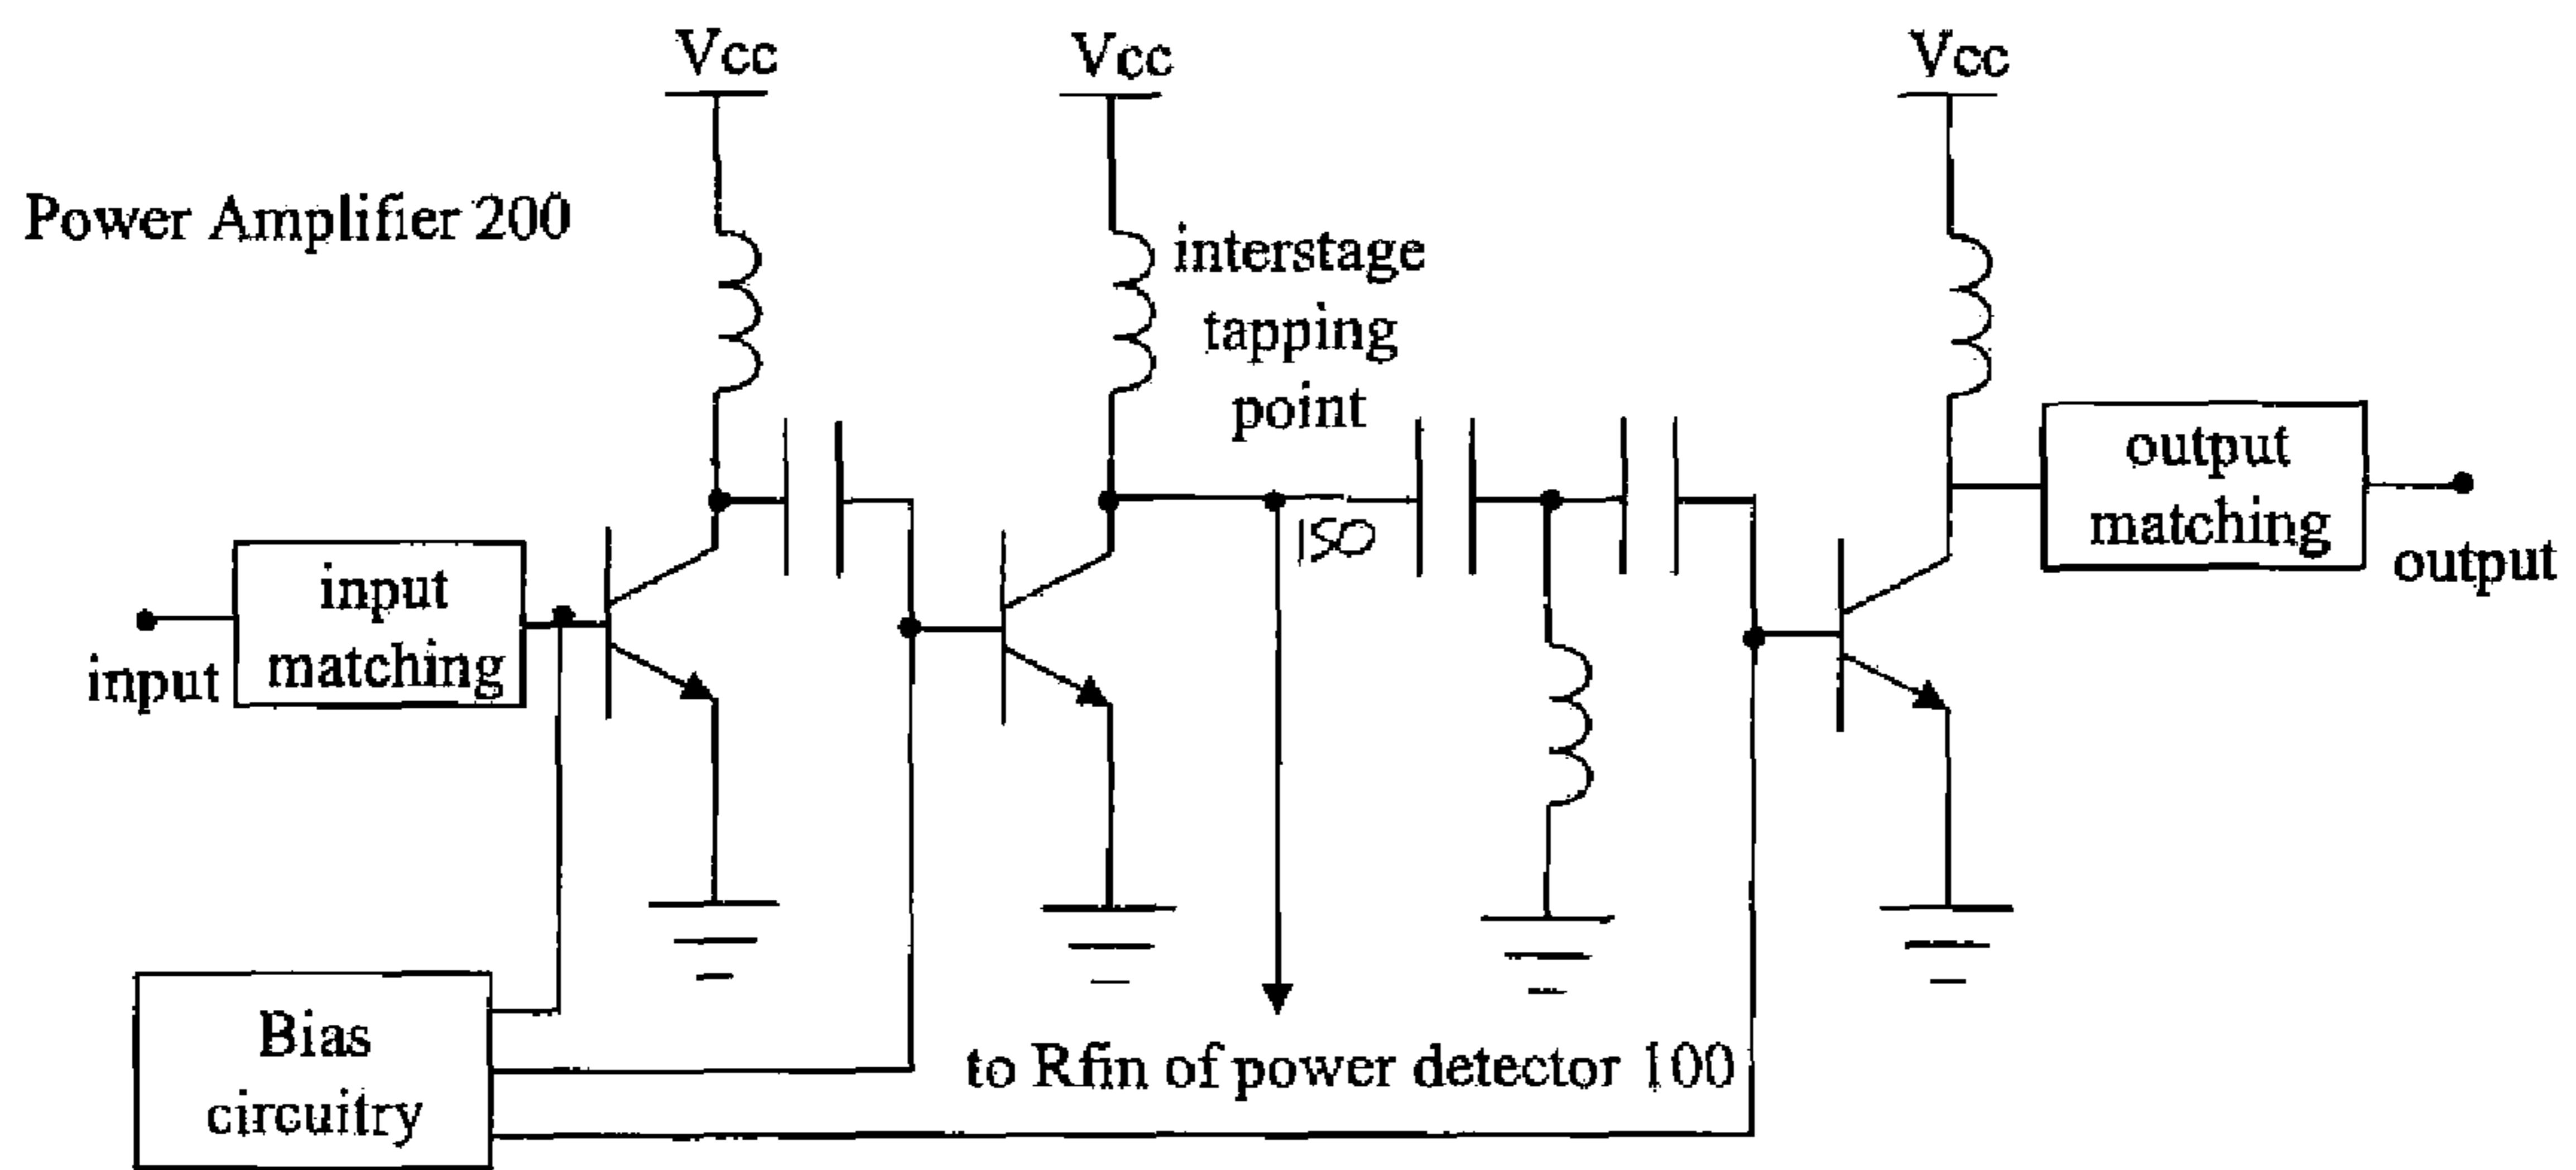 Vcc
Vcc
Vcc
Power Amplifier 200
interstage
tapping
point
150
input
matching
input
output
matching
output
Bias
circuitry
to Rfin of power detector 100